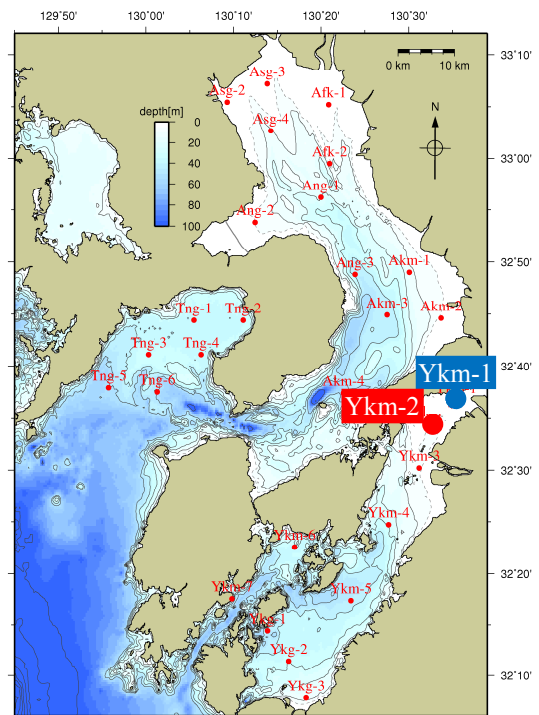 129˚50' 130˚00' 130˚10' 130˚20' 130˚30'
33˚10'
33˚00'
32˚50'
32˚40'
32˚30'
32˚20'
32˚10'
0 km 10 km
N
depth[m]
0
20
40
60
80
100
Asg-3
Asg-2
Afk-1
Asg-4
Afk-2
Ang-1
Ang-2
Ang-3
Akm-1
Akm-3
Akm-2
Tng-1
Tng-2
Tng-3
Tng-4
Tng-5
Tng-6
Akm-4
Ykm-1
Ykm-2
Ykm-3
Ykm-4
Ykm-6
Ykm-7
Ykm-5
Ykg-1
Ykg-2
Ykg-3